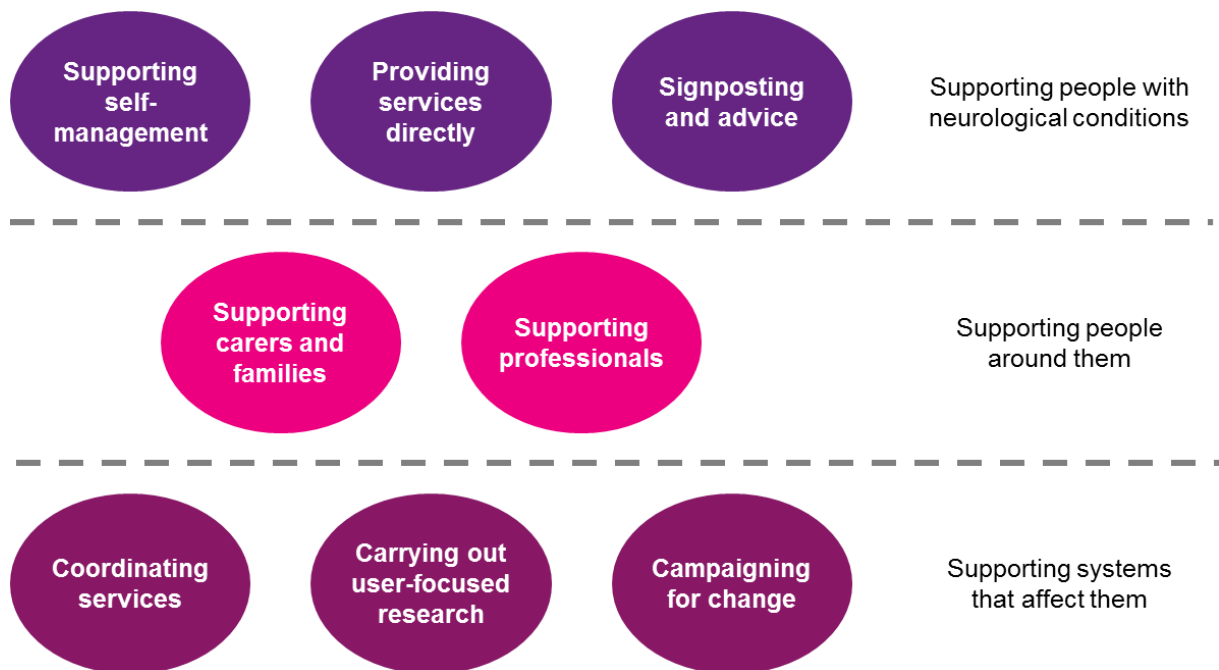 Supporting
self-
management
Providing
services
directly
Signposting
and advice
Supporting people with
neurological conditions
Supporting
carers and
families
Supporting
professionals
Supporting people
around them
Coordinating
services
Carrying out
user-focused
research
Campaigning
for change
Supporting systems
that affect them